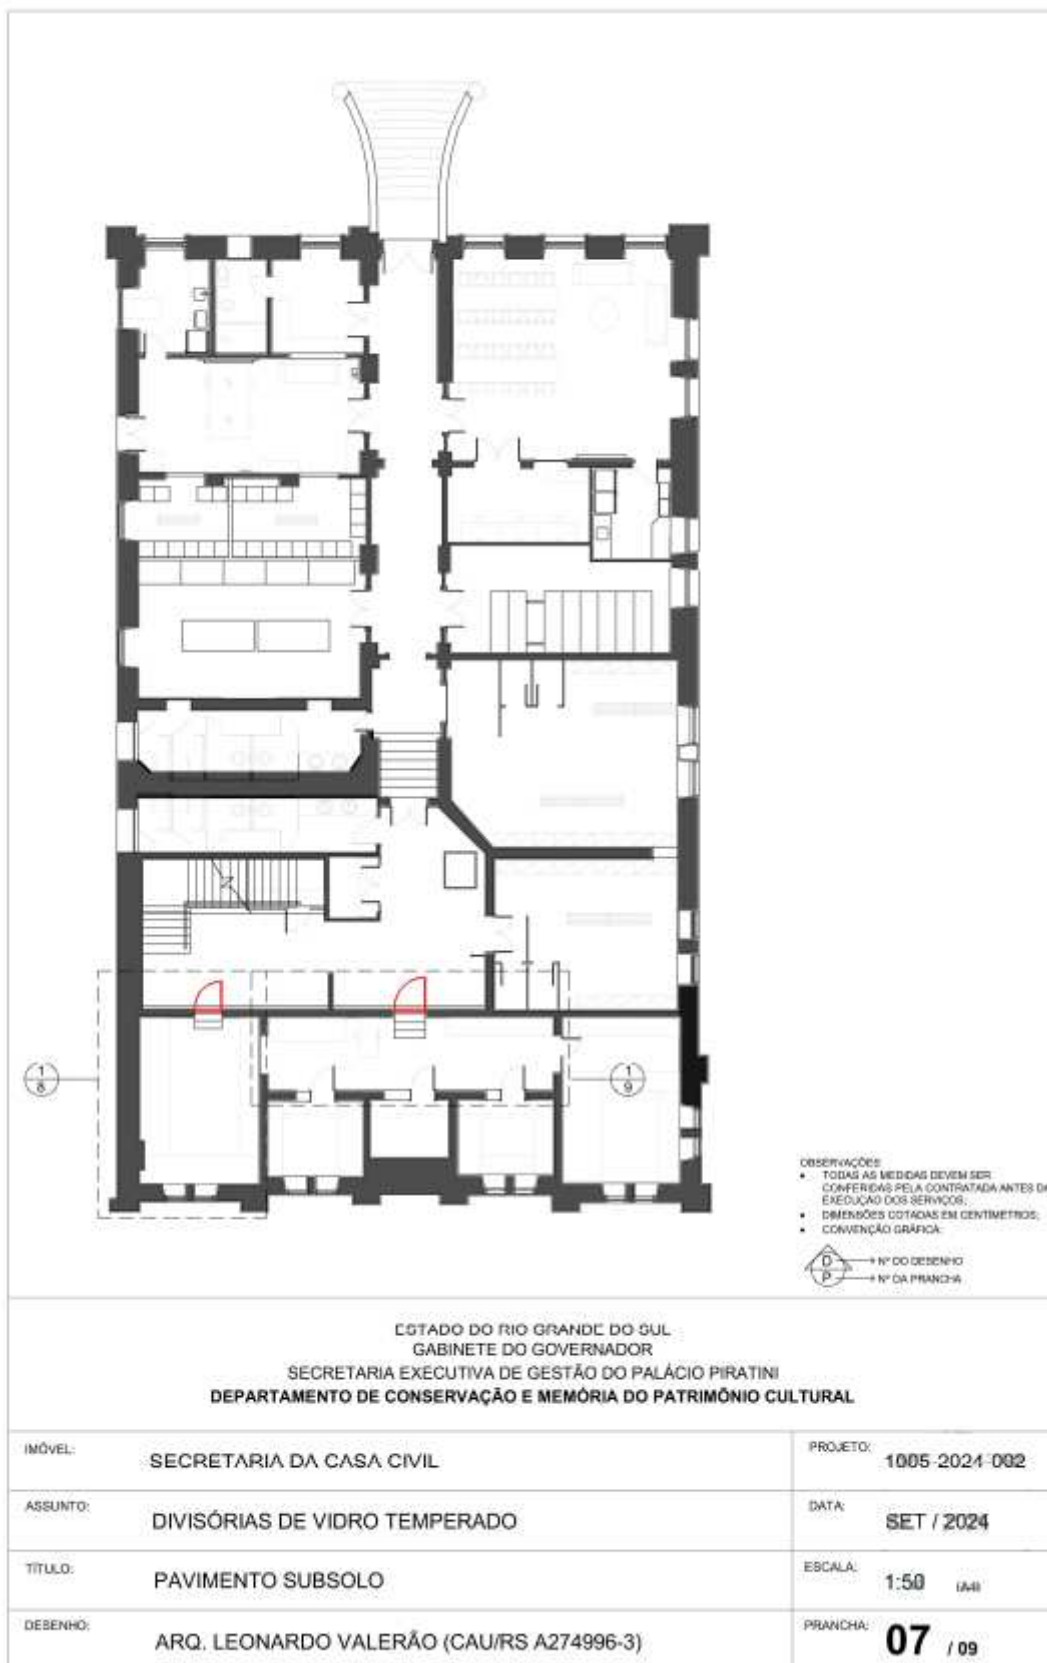 1
8
1
9
OBSERVAÇÕES:
• TODAS AS MEDIDAS DEVEM SER
CONFERIDAS PELA CONTRATADA ANTES DA
EXECUÇÃO DOS SERVIÇOS;
• DIMENSÕES COTADAS EM CENTÍMETROS;
• CONVENÇÃO GRÁFICA:
D Nº DO DESENHO
P Nº DA PRANCHA
ESTADO DO RIO GRANDE DO SUL
GABINETE DO GOVERNADOR
SECRETARIA EXECUTIVA DE GESTÃO DO PALÁCIO PIRATINI
DEPARTAMENTO DE CONSERVAÇÃO E MEMÓRIA DO PATRIMÔNIO CULTURAL
IMÓVEL: SECRETARIA DA CASA CIVIL
PROJETO: 1005-2024-002
ASSUNTO: DIVISÓRIAS DE VIDRO TEMPERADO
DATA: SET / 2024
TÍTULO: PAVIMENTO SUBSOLO
ESCALA: 1:50 (A4)
DESENHO: ARQ. LEONARDO VALERÃO (CAU/RS A274996-3)
PRANCHA: 07 / 09